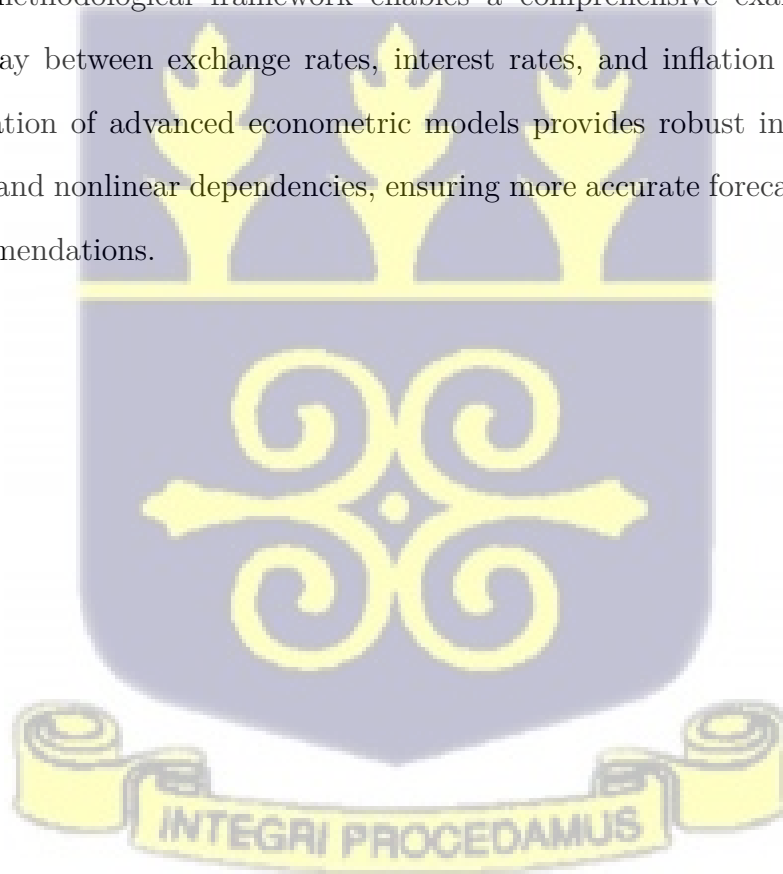 methodological framework enables a comprehensive exa
ay between exchange rates, interest rates, and inflation
ation of advanced econometric models provides robust in
and nonlinear dependencies, ensuring more accurate foreca
mendations.
INTEGRI PROCEDAMUS